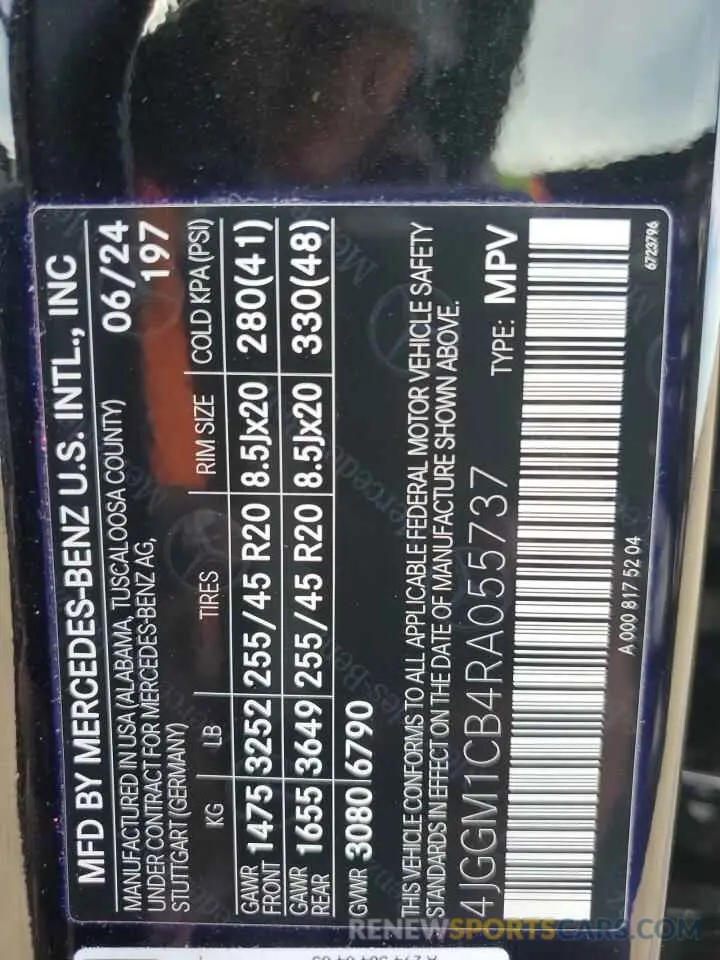 MFD BY MERCEDES-BENZ U.S. INTL., INC
MANUFACTURED IN USA (ALABAMA, TUSCALOOSA COUNTY) 06/24
UNDER CONTRACT FOR MERCEDES-BENZ AG, 197
STUTTGART (GERMANY)
KG LB TIRES RIM SIZE COLD KPA (PSI)
GAWR FRONT 1475 3252 255/45 R20 8.5Jx20 280(41)
GAWR REAR 1655 3649 255/45 R20 8.5Jx20 330(48)
GVWR 3080 6790
THIS VEHICLE CONFORMS TO ALL APPLICABLE FEDERAL MOTOR VEHICLE SAFETY
STANDARDS IN EFFECT ON THE DATE OF MANUFACTURE SHOWN ABOVE.
4JGGM1CB4RA055737 TYPE: MPV
A 000 817 52 04
6723796
RENEWSPORTSCARS.COM